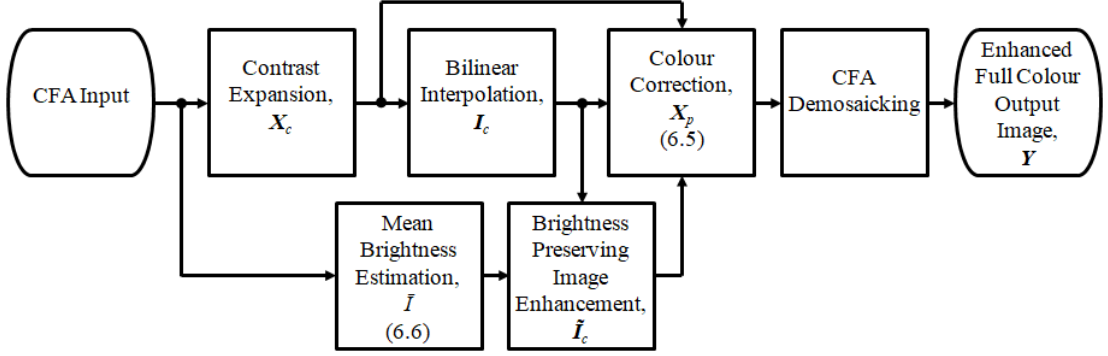 CFA Input
Contrast
Expansion,
X_c
Bilinear
Interpolation,
I_c
Colour
Correction,
X_p
(6.5)
CFA
Demosaicking
Enhanced
Full Colour
Output
Image,
Y
Mean
Brightness
Estimation,
Ī
(6.6)
Brightness
Preserving
Image
Enhancement,
Ĩ_c